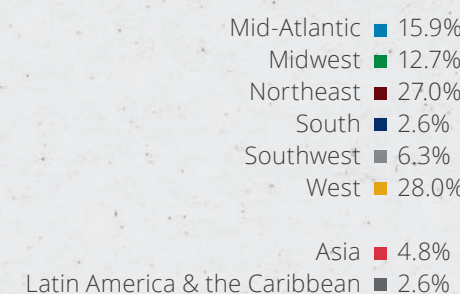 Mid-Atlantic 15.9%
Midwest 12.7%
Northeast 27.0%
South 2.6%
Southwest 6.3%
West 28.0%
Asia 4.8%
Latin America & the Caribbean 2.6%